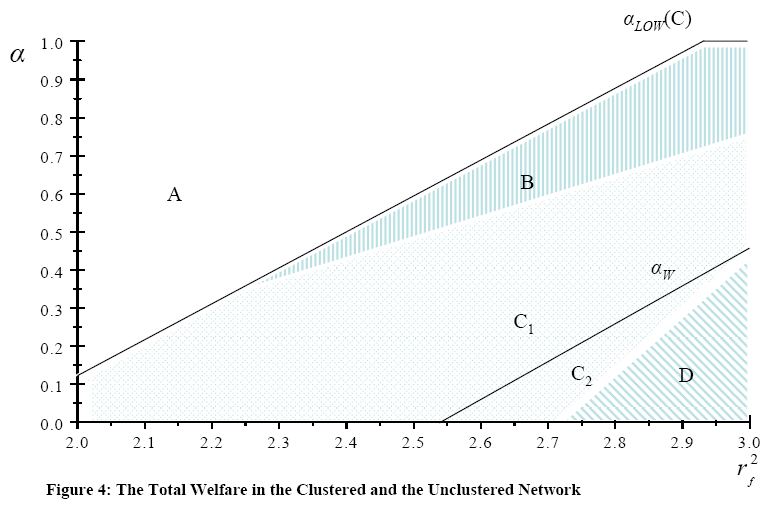 α_LOW(C)
α
1.0
0.9
0.8
0.7
0.6
0.5
0.4
0.3
0.2
0.1
0.0
A
B
α_W
C₁
C₂
D
2.0 2.1 2.2 2.3 2.4 2.5 2.6 2.7 2.8 2.9 3.0
r_f^2
Figure 4: The Total Welfare in the Clustered and the Unclustered Network